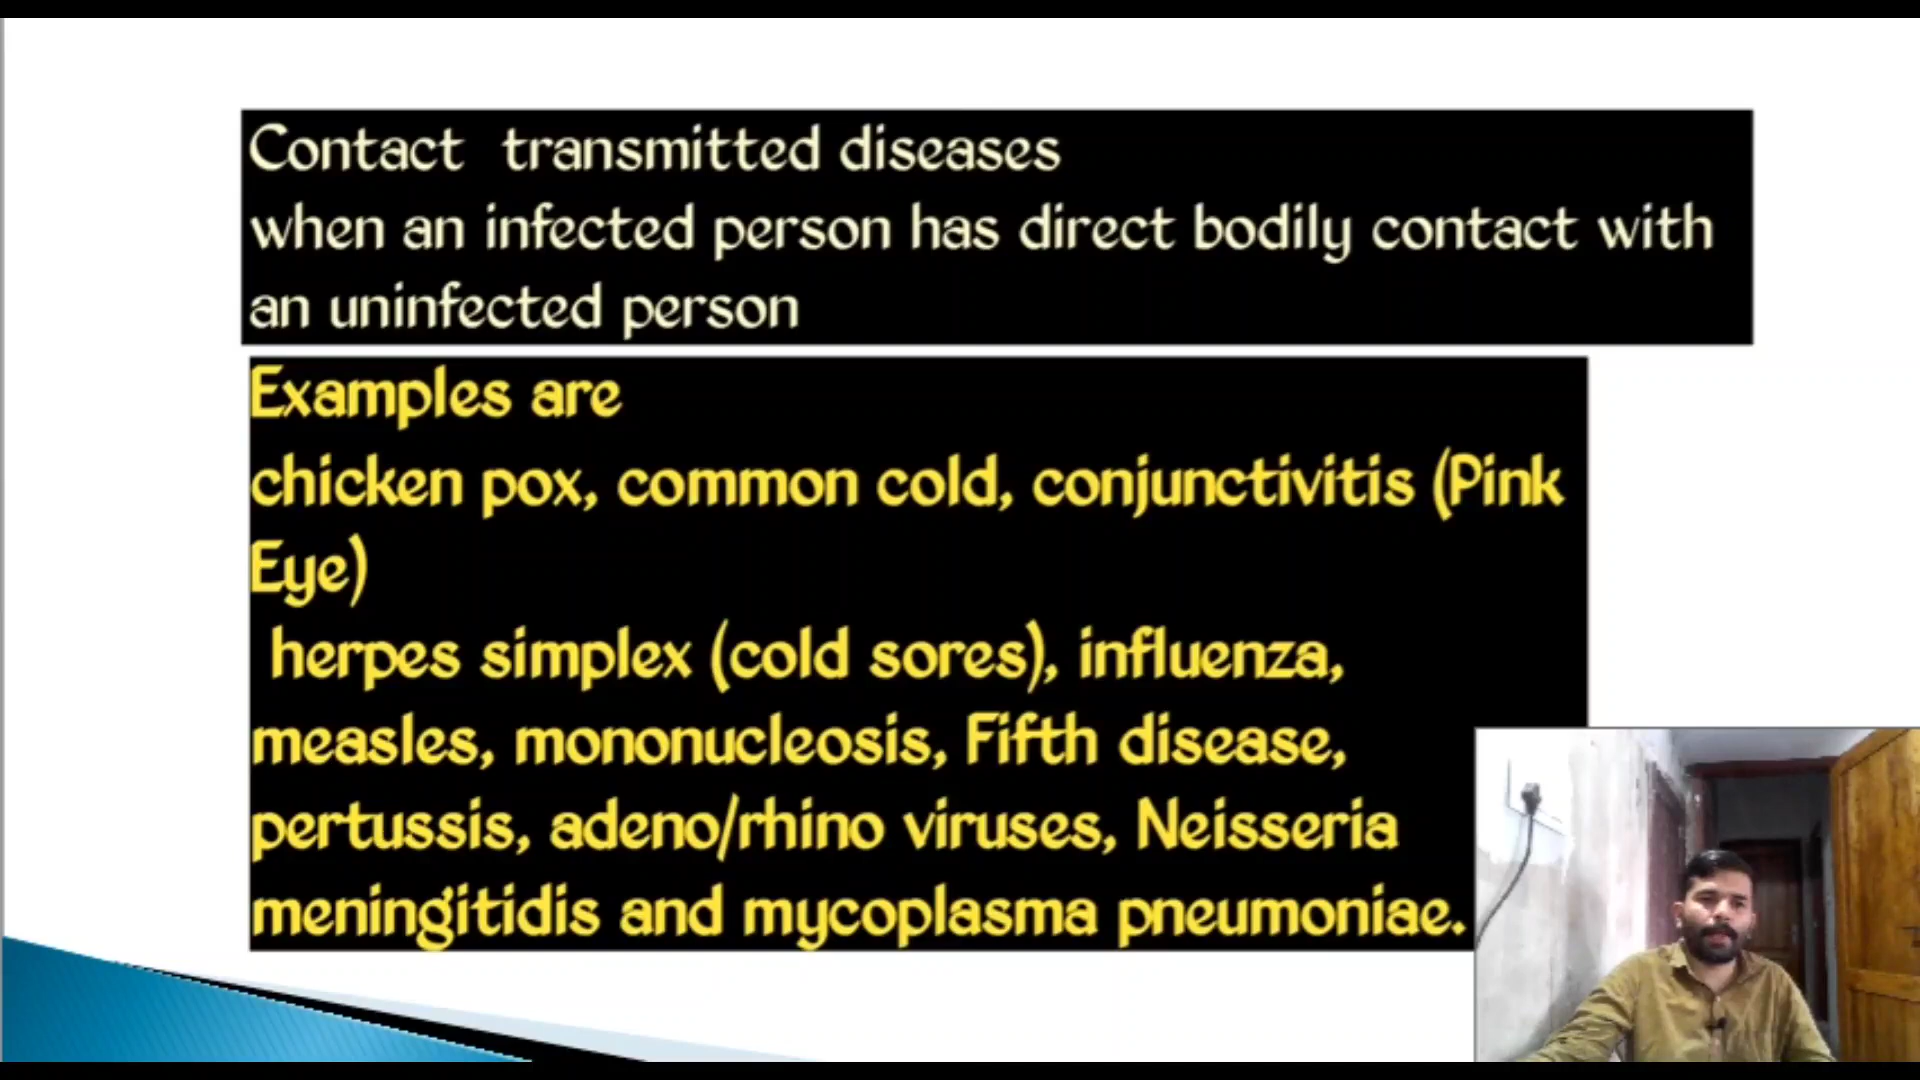 Contact transmitted diseases
when an infected person has direct bodily contact with
an uninfected person
Examples are
chicken pox, common cold, conjunctivitis (Pink
Eye)
herpes simplex (cold sores), influenza,
measles, mononucleosis, Fifth disease,
pertussis, adeno/rhino viruses, Neisseria
meningitidis and mycoplasma pneumoniae.